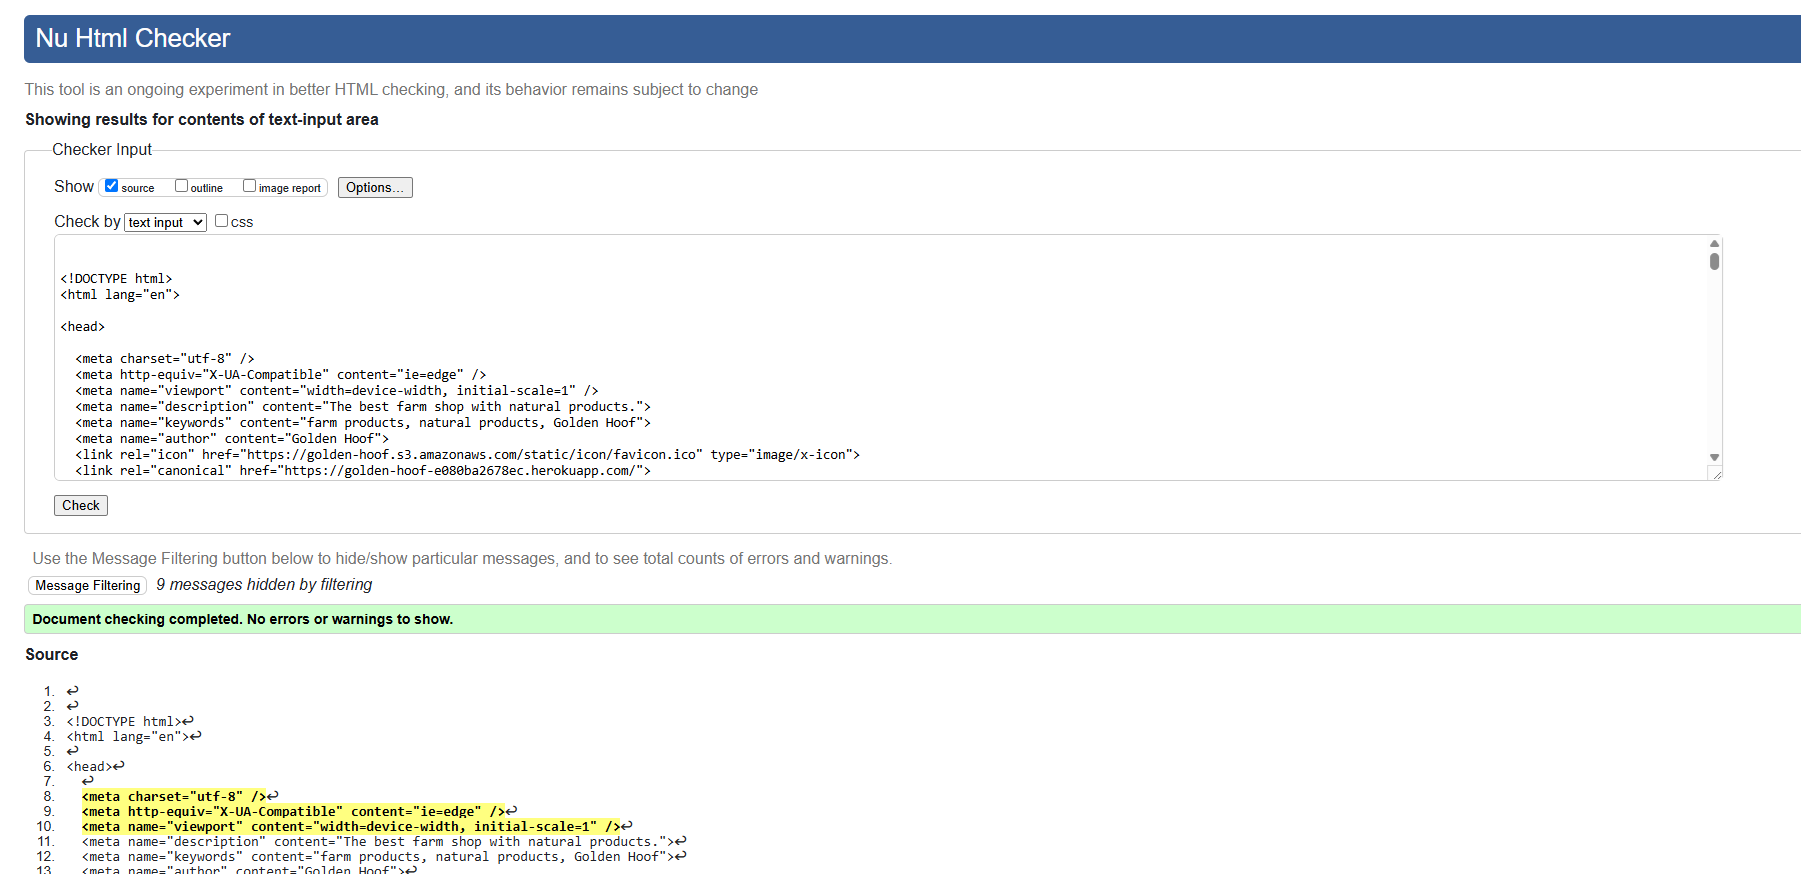 Nu Html Checker
This tool is an ongoing experiment in better HTML checking, and its behavior remains subject to change
Showing results for contents of text-input area
Checker Input
Show source outline image report Options...
Check by text input css
<!DOCTYPE html>
<html lang="en">
<head>
<meta charset="utf-8" />
<meta http-equiv="X-UA-Compatible" content="ie=edge" />
<meta name="viewport" content="width=device-width, initial-scale=1" />
<meta name="description" content="The best farm shop with natural products.">
<meta name="keywords" content="farm products, natural products, Golden Hoof">
<meta name="author" content="Golden Hoof">
<link rel="icon" href="https://golden-hoof.s3.amazonaws.com/static/icon/favicon.ico" type="image/x-icon">
<link rel="canonical" href="https://golden-hoof-e080ba2678ec.herokuapp.com/">
Check
Use the Message Filtering button below to hide/show particular messages, and to see total counts of errors and warnings.
Message Filtering 9 messages hidden by filtering
Document checking completed. No errors or warnings to show.
Source
1. ↩
2. ↩
3. <!DOCTYPE html>↩
4. <html lang="en">↩
5. ↩
6. <head>↩
7. ↩
8. <meta charset="utf-8" />↩
9. <meta http-equiv="X-UA-Compatible" content="ie=edge" />↩
10. <meta name="viewport" content="width=device-width, initial-scale=1" />↩
11. <meta name="description" content="The best farm shop with natural products.">↩
12. <meta name="keywords" content="farm products, natural products, Golden Hoof">↩
13. <meta name="author" content="Golden Hoof">↩